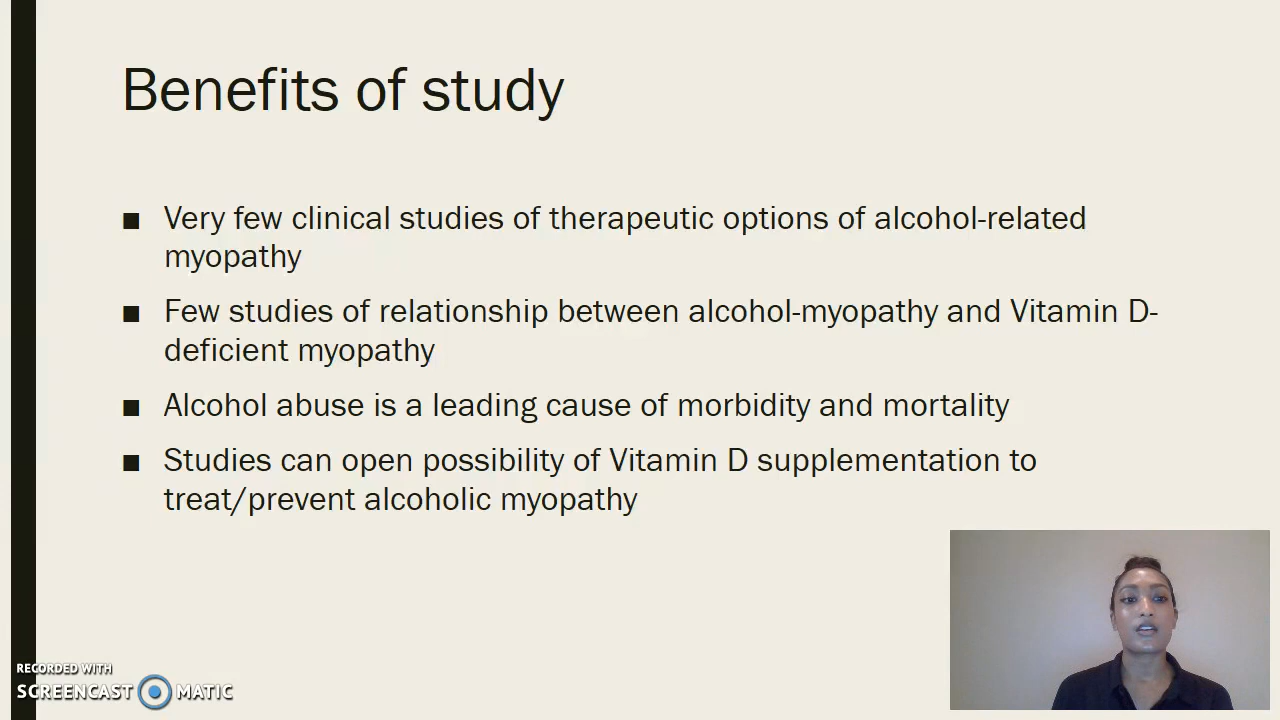 Benefits of study
■ Very few clinical studies of therapeutic options of alcohol-related
myopathy
■ Few studies of relationship between alcohol-myopathy and Vitamin D-
deficient myopathy
■ Alcohol abuse is a leading cause of morbidity and mortality
■ Studies can open possibility of Vitamin D supplementation to
treat/prevent alcoholic myopathy
RECORDED WITH
SCREENCAST MATIC